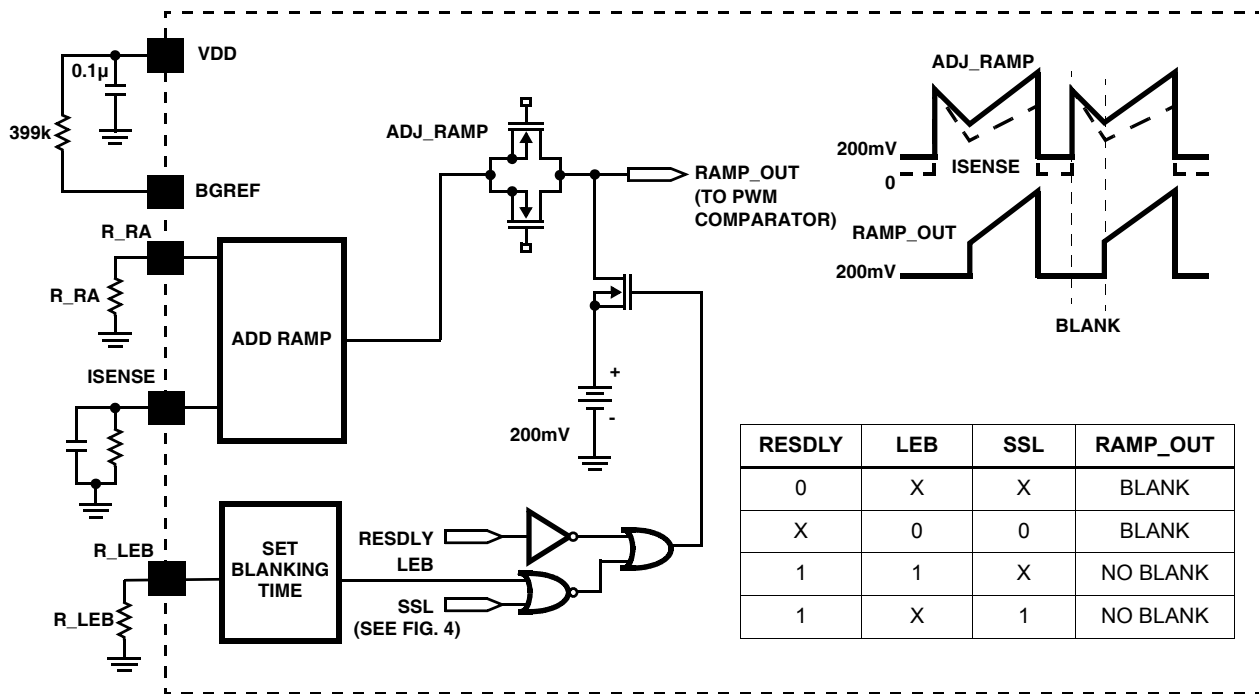 VDD
0.1µ
399k
BGREF
R_RA
R_RA
ADD RAMP
ISENSE
R_LEB
R_LEB
SET
BLANKING
TIME
ADJ_RAMP
RAMP_OUT
(TO PWM
COMPARATOR)
+
-
200mV
RESDLY
LEB
SSL
(SEE FIG. 4)
ADJ_RAMP
200mV
ISENSE
0
RAMP_OUT
200mV
BLANK
RESDLY LEB SSL RAMP_OUT
0 X X BLANK
X 0 0 BLANK
1 1 X NO BLANK
1 X 1 NO BLANK